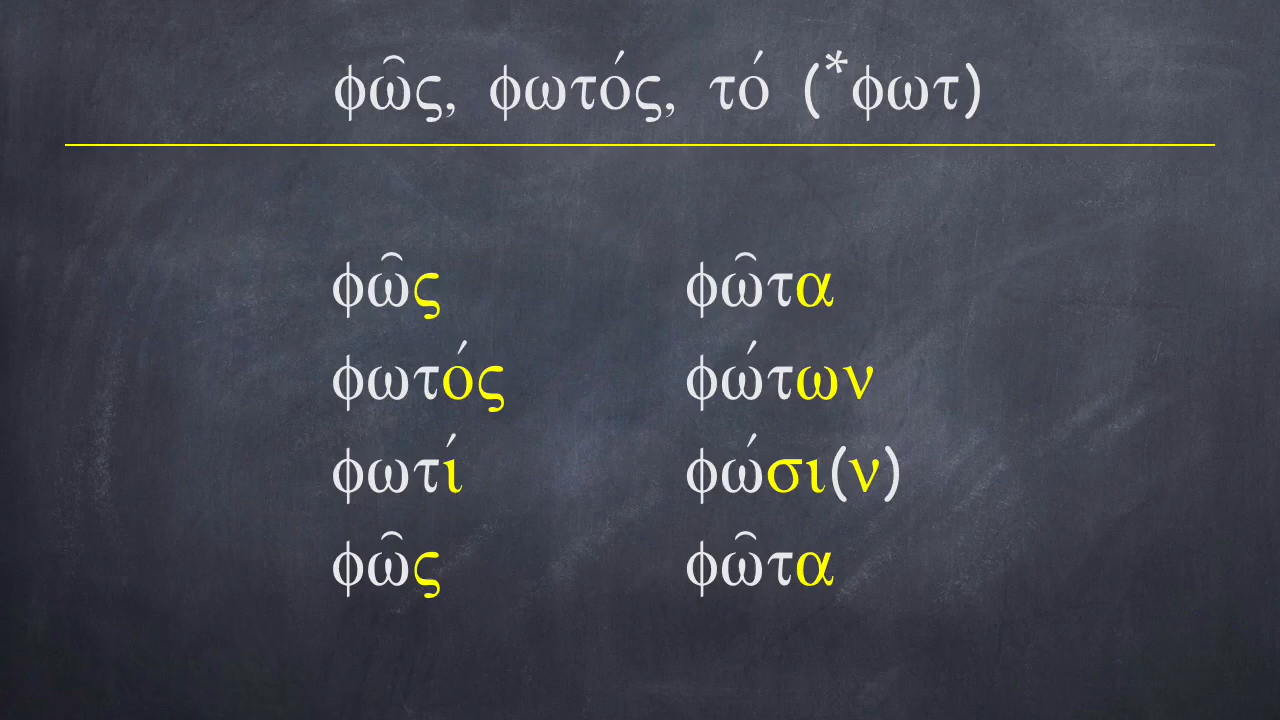 φῶς, φωτός, τό (*φωτ)
φῶς φῶτα
φωτός φώτων
φωτί φώσι(ν)
φῶς φῶτα